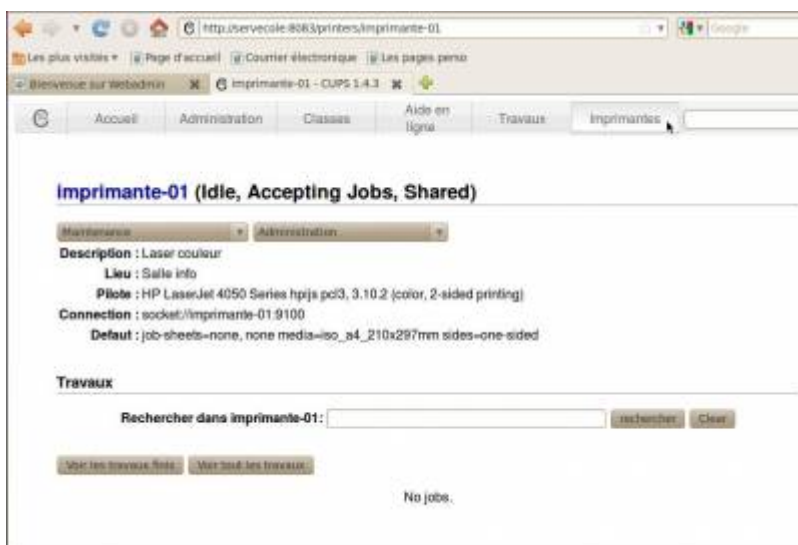 http://servecole:8083/printers/imprimante-01
Google
Les plus visités Page d'accueil Courrier électronique Les pages perso
Bienvenue sur Webadmin imprimante-01 - CUPS 1.4.3
Accueil Administration Classes Aide en ligne Travaux Imprimantes
imprimante-01 (Idle, Accepting Jobs, Shared)
Maintenance Administration
Description : Laser couleur
Lieu : Salle info
Pilote : HP LaserJet 4050 Series hpijs pcl3, 3.10.2 (color, 2-sided printing)
Connection : socket://imprimante-01:9100
Defaut : job-sheets=none, none media=iso_a4_210x297mm sides=one-sided
Travaux
Rechercher dans imprimante-01: rechercher Clear
Voir les travaux finis Voir tout les travaux
No jobs.